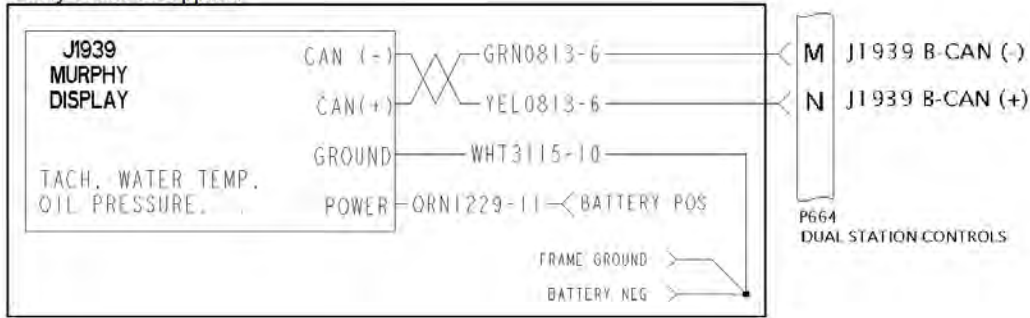 J1939
MURPHY
DISPLAY
TACH, WATER TEMP,
OIL PRESSURE,
CAN (-)
CAN(+)
GROUND
POWER
GRN0813-6
YEL0813-6
WHT3115-10
ORN1229-11
BATTERY POS
FRAME GROUND
BATTERY NEG
M J1939 B-CAN (-)
N J1939 B-CAN (+)
P664
DUAL STATION CONTROLS